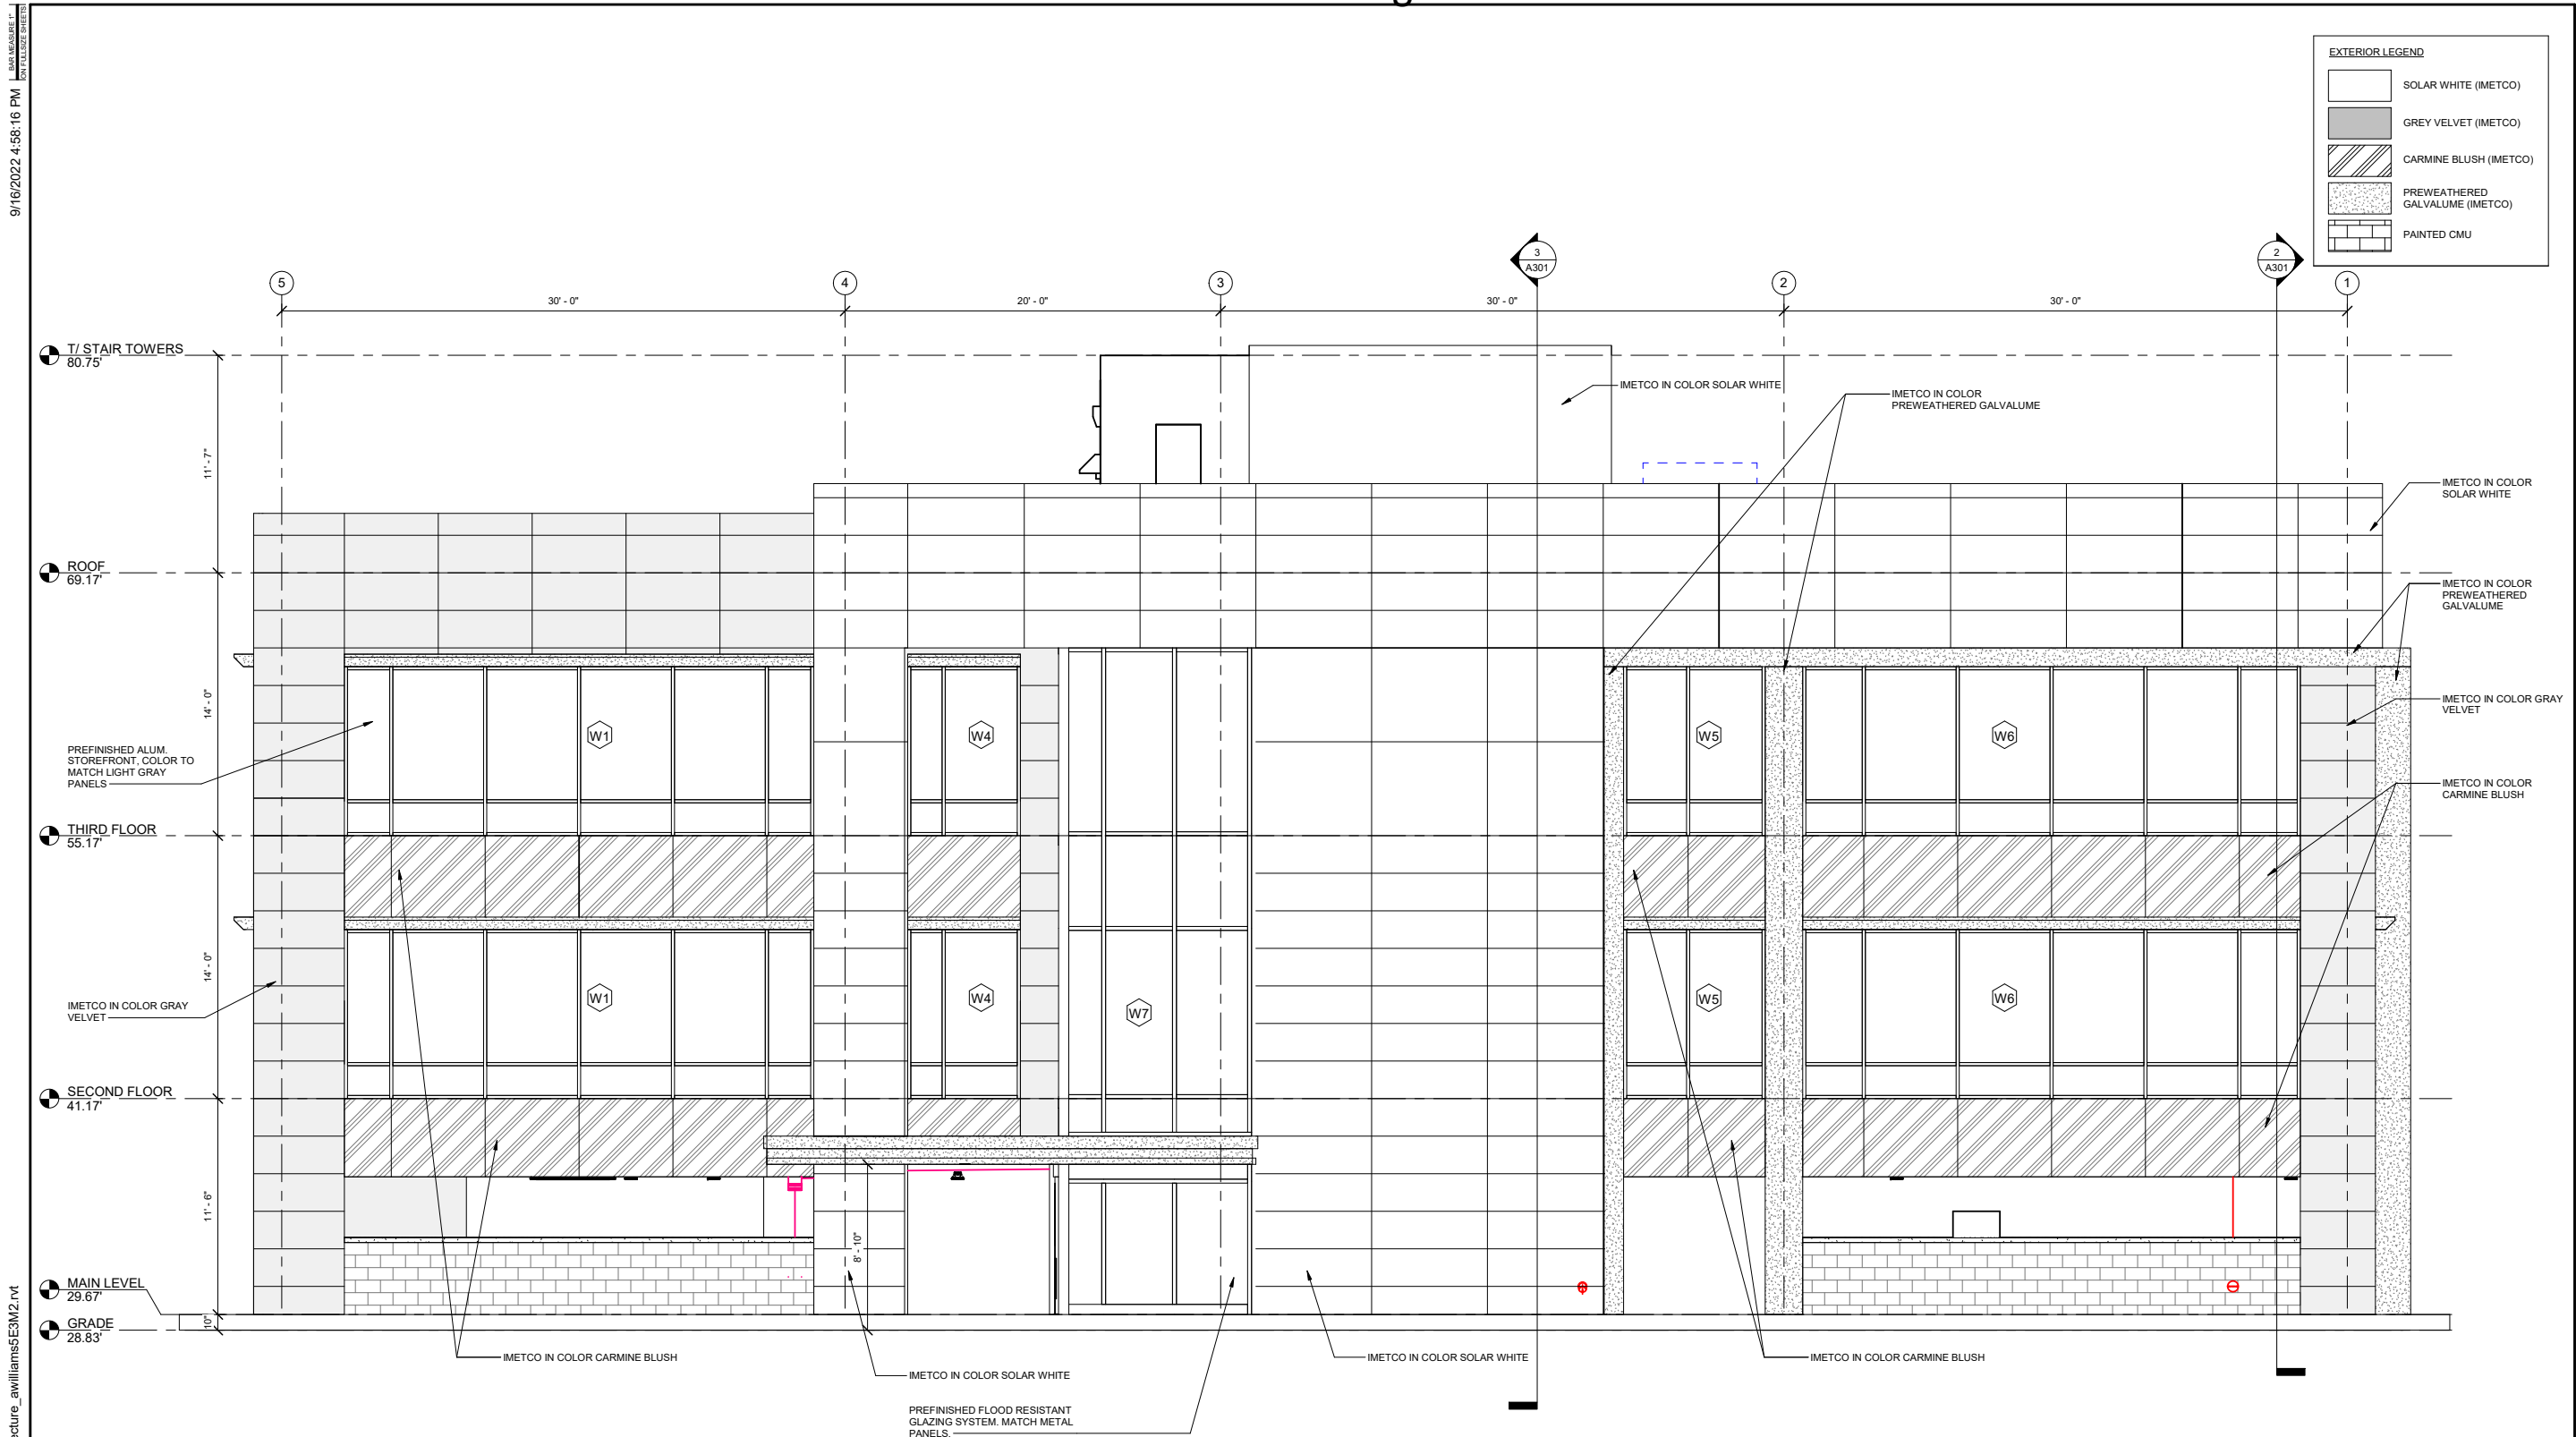 BAR MEASURE 1"
ON FULLSIZE SHEETS
9/16/2022 4:58:16 PM
ecture_awilliams5E3M2.rvt
EXTERIOR LEGEND
SOLAR WHITE (IMETCO)
GREY VELVET (IMETCO)
CARMINE BLUSH (IMETCO)
PREWEATHERED
GALVALUME (IMETCO)
PAINTED CMU
3
A301
2
A301
5
4
3
2
1
30' - 0"
20' - 0"
30' - 0"
30' - 0"
T/ STAIR TOWERS
80.75'
IMETCO IN COLOR SOLAR WHITE
IMETCO IN COLOR
PREWEATHERED GALVALUME
11' - 7"
IMETCO IN COLOR
SOLAR WHITE
ROOF
69.17'
IMETCO IN COLOR
PREWEATHERED
GALVALUME
14' - 0"
IMETCO IN COLOR GRAY
VELVET
W1
W4
W5
W6
PREFINISHED ALUM.
STOREFRONT, COLOR TO
MATCH LIGHT GRAY
PANELS
IMETCO IN COLOR
CARMINE BLUSH
THIRD FLOOR
55.17'
14' - 0"
W1
W4
W7
W5
W6
IMETCO IN COLOR GRAY
VELVET
SECOND FLOOR
41.17'
11' - 6"
8' - 10"
MAIN LEVEL
29.67'
10"
GRADE
28.83'
IMETCO IN COLOR CARMINE BLUSH
IMETCO IN COLOR SOLAR WHITE
IMETCO IN COLOR SOLAR WHITE
IMETCO IN COLOR CARMINE BLUSH
PREFINISHED FLOOD RESISTANT
GLAZING SYSTEM. MATCH METAL
PANELS.